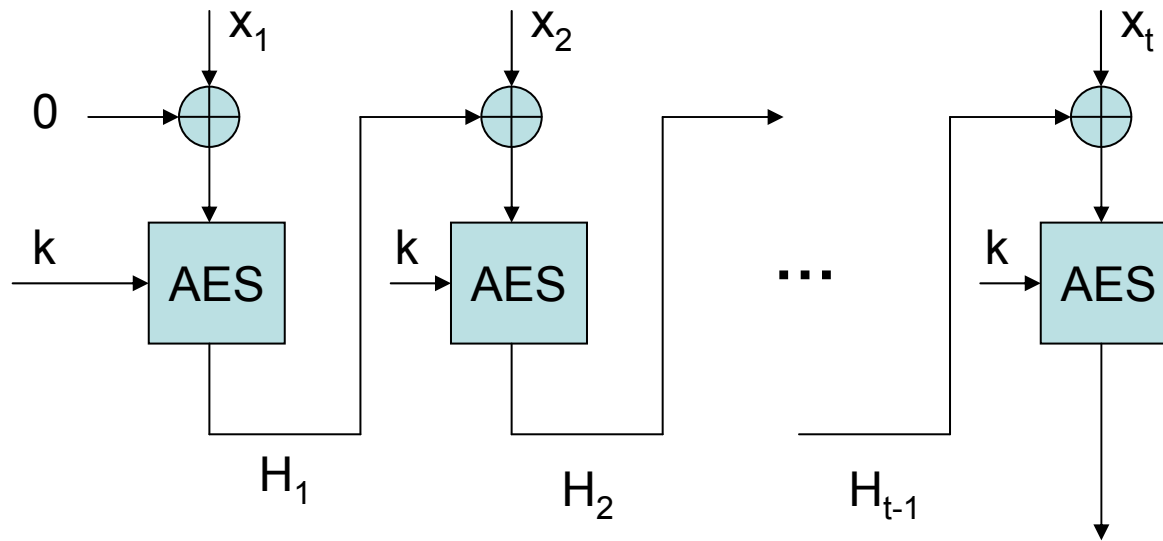 x₁ x₂ xₜ
0
k k k
AES AES ... AES
H₁ H₂ Hₜ₋₁